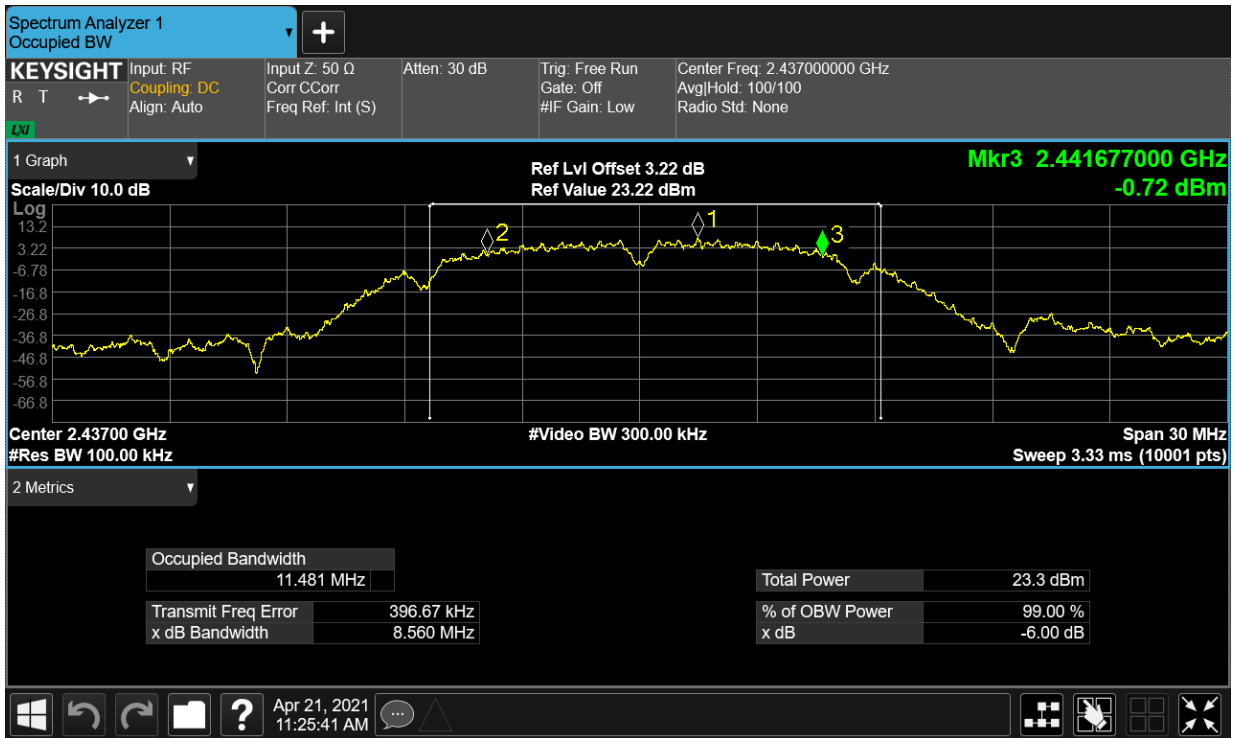 Spectrum Analyzer 1
Occupied BW
KEYSIGHT
R T
LXI
Input: RF
Coupling: DC
Align: Auto
Input Z: 50 Ω
Corr CCorr
Freq Ref: Int (S)
Atten: 30 dB
Trig: Free Run
Gate: Off
#IF Gain: Low
Center Freq: 2.437000000 GHz
Avg|Hold: 100/100
Radio Std: None
1 Graph
Scale/Div 10.0 dB
Ref Lvl Offset 3.22 dB
Ref Value 23.22 dBm
Mkr3 2.441677000 GHz
-0.72 dBm
Log
13.2
3.22
-6.78
-16.8
-26.8
-36.8
-46.8
-56.8
-66.8
2
1
3
Center 2.43700 GHz
#Res BW 100.00 kHz
#Video BW 300.00 kHz
Span 30 MHz
Sweep 3.33 ms (10001 pts)
2 Metrics
Occupied Bandwidth
11.481 MHz
Transmit Freq Error 396.67 kHz
x dB Bandwidth 8.560 MHz
Total Power 23.3 dBm
% of OBW Power 99.00 %
x dB -6.00 dB
?
Apr 21, 2021
11:25:41 AM